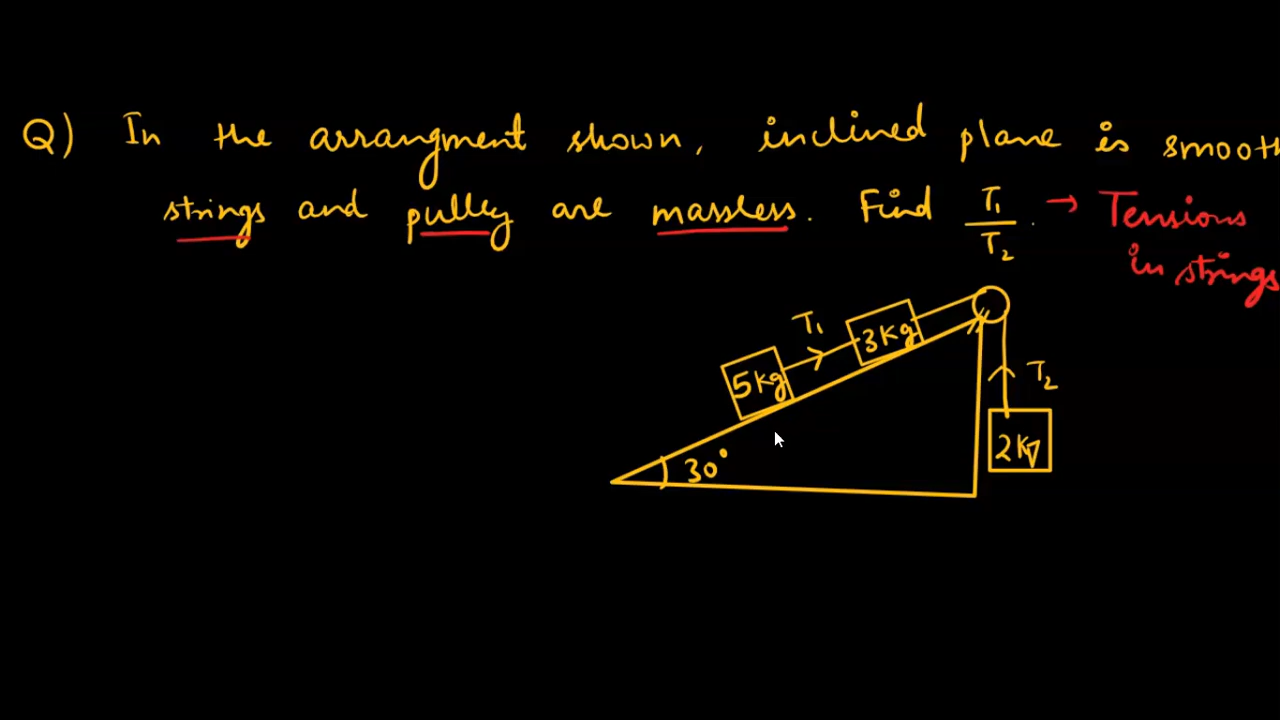 Q) In the arrangment shown, inclined plane is smooth
strings and pulley are massless. Find T₁/T₂. → Tensions
in strings
T₁
3Kg
5Kg
T₂
30°
2Kg